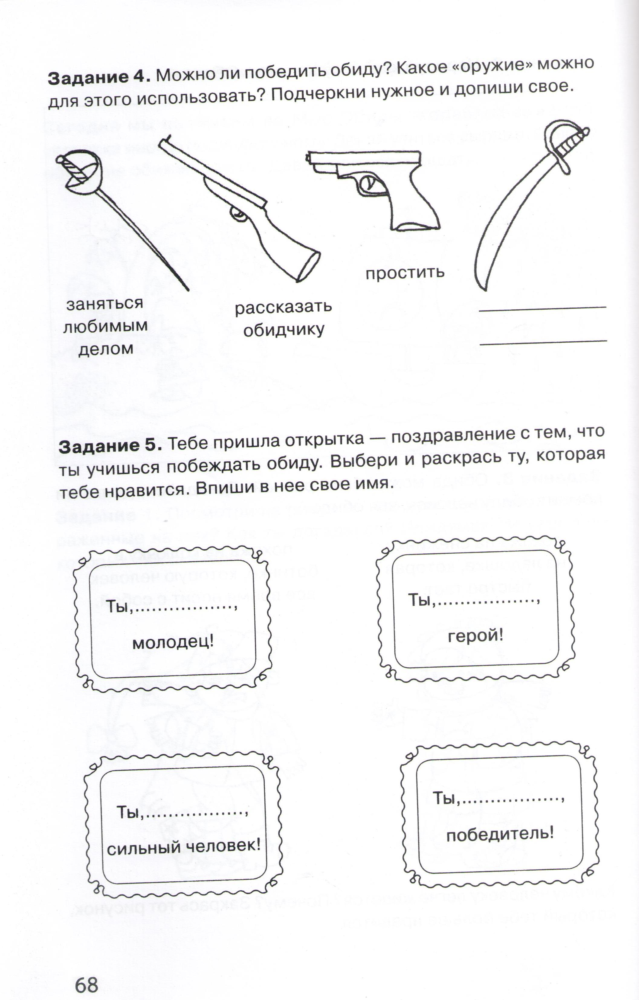 Задание 4. Можно ли победить обиду? Какое «оружие» можно
для этого использовать? Подчеркни нужное и допиши свое.
заняться
любимым
делом
рассказать
обидчику
простить
Задание 5. Тебе пришла открытка — поздравление с тем, что
ты учишься побеждать обиду. Выбери и раскрась ту, которая
тебе нравится. Впиши в нее свое имя.
Ты,.................,
молодец!
Ты,.................,
герой!
Ты,.................,
сильный человек!
Ты,.................,
победитель!
68